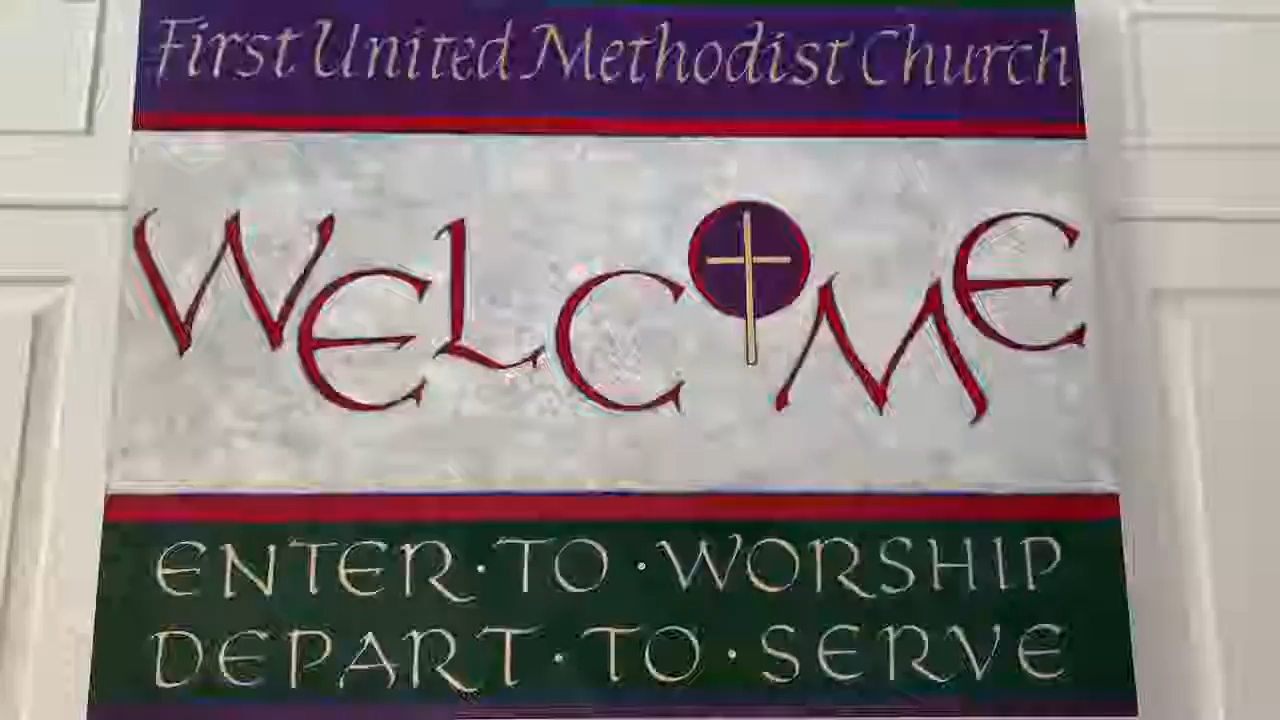 First United Methodist Church
WELCOME
ENTER · TO · WORSHIP
DEPART · TO · SERVE